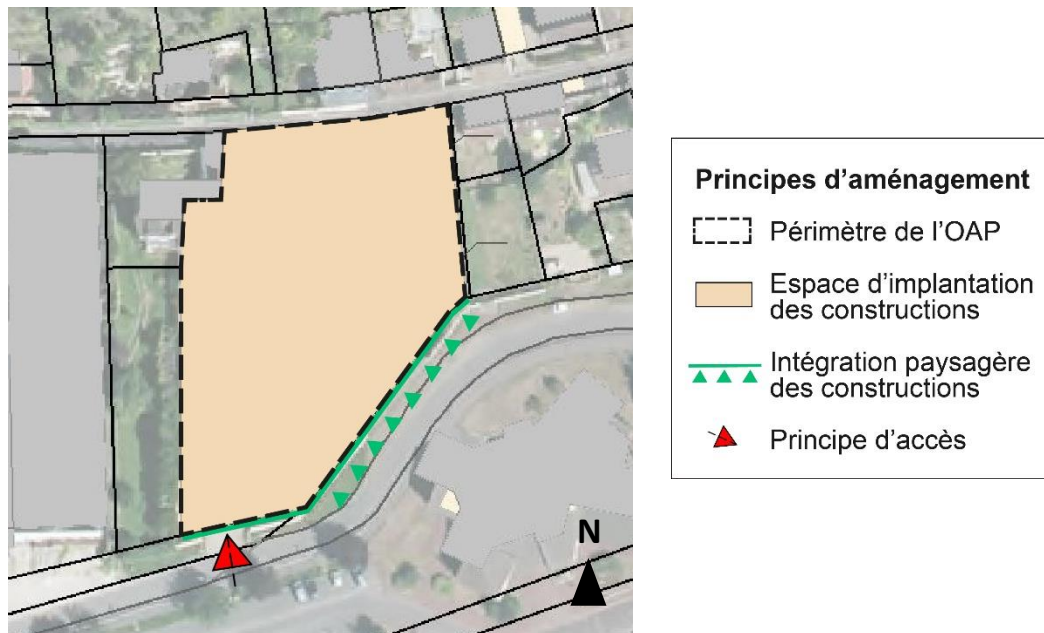 N
Principes d’aménagement
Périmètre de l’OAP
Espace d’implantation
des constructions
Intégration paysagère
des constructions
Principe d’accès